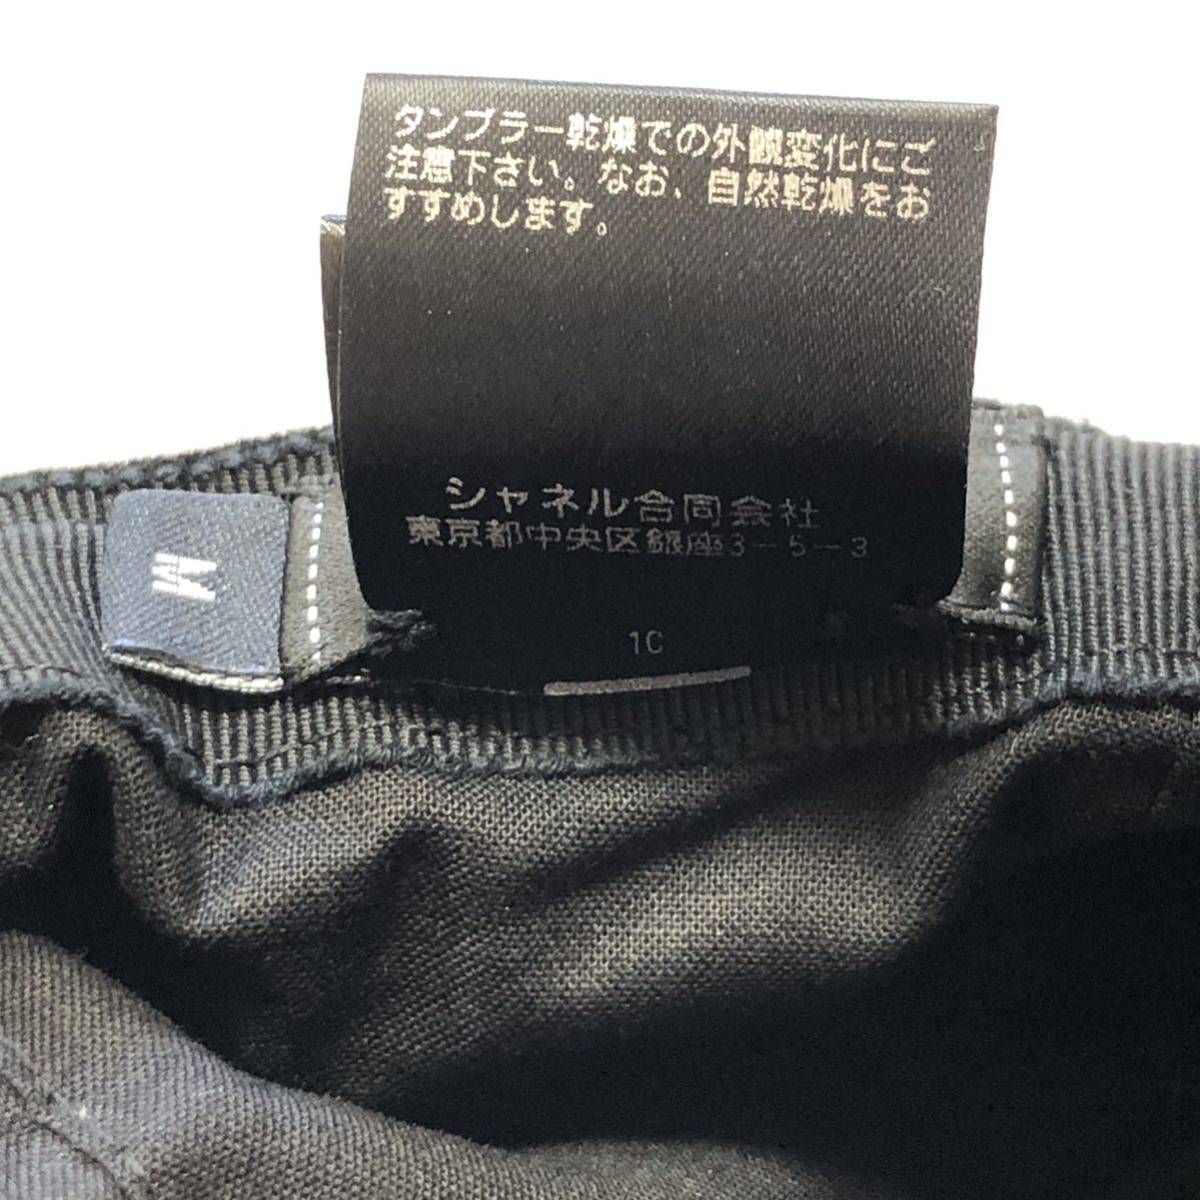 タンブラー乾燥での外観変化にご
注意下さい。なお、自然乾燥をお
すすめします。
シャネル合同会社
東京都中央区銀座3-5-3
M
1C